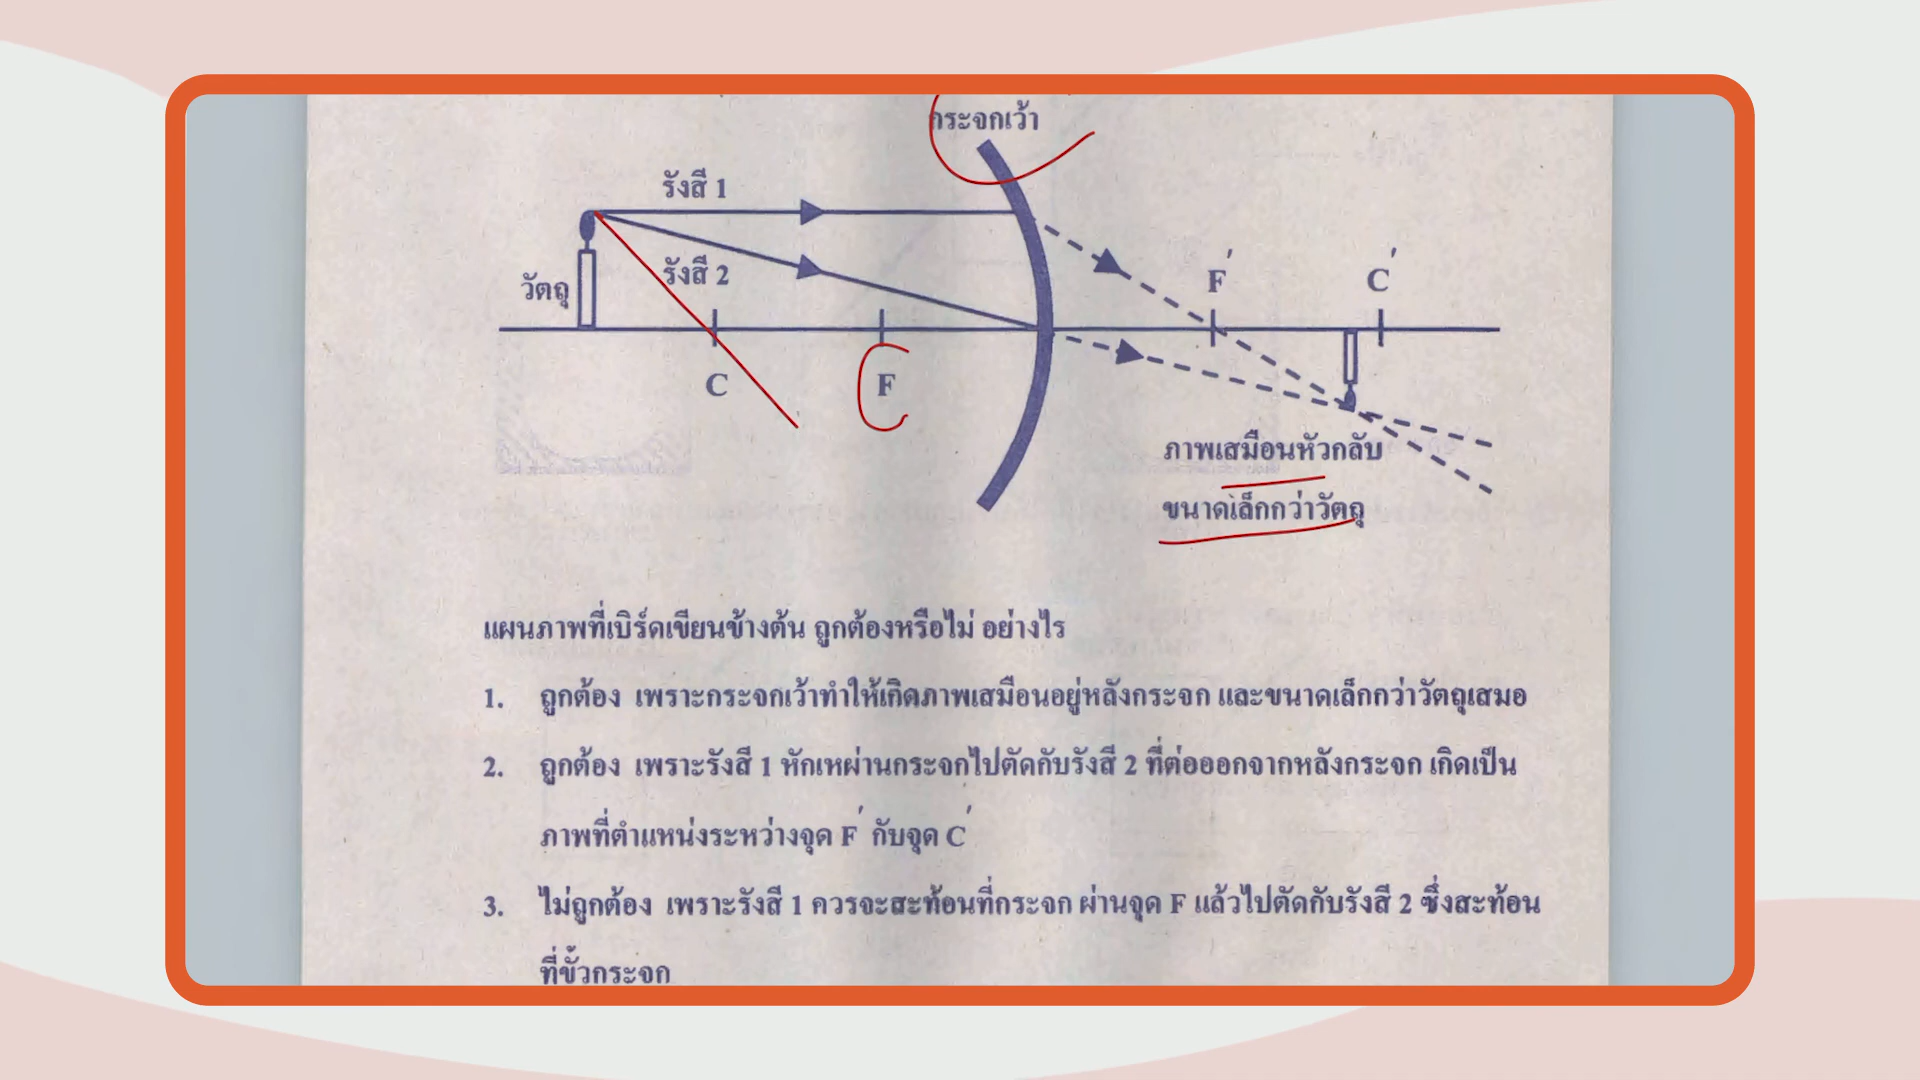 กระจกเว้า
รังสี 1
รังสี 2
วัตถุ
C
F
F′
C′
ภาพเสมือนหัวกลับ
ขนาดเล็กกว่าวัตถุ
แผนภาพที่เบิร์ดเขียนข้างต้น ถูกต้องหรือไม่ อย่างไร
1. ถูกต้อง เพราะกระจกเว้าทำให้เกิดภาพเสมือนอยู่หลังกระจก และขนาดเล็กกว่าวัตถุเสมอ
2. ถูกต้อง เพราะรังสี 1 หักเหผ่านกระจกไปตัดกับรังสี 2 ที่ต่อออกจากหลังกระจก เกิดเป็น
ภาพที่ตำแหน่งระหว่างจุด F′ กับจุด C′
3. ไม่ถูกต้อง เพราะรังสี 1 ควรจะสะท้อนที่กระจก ผ่านจุด F แล้วไปตัดกับรังสี 2 ซึ่งสะท้อน
ที่ขั้วกระจก